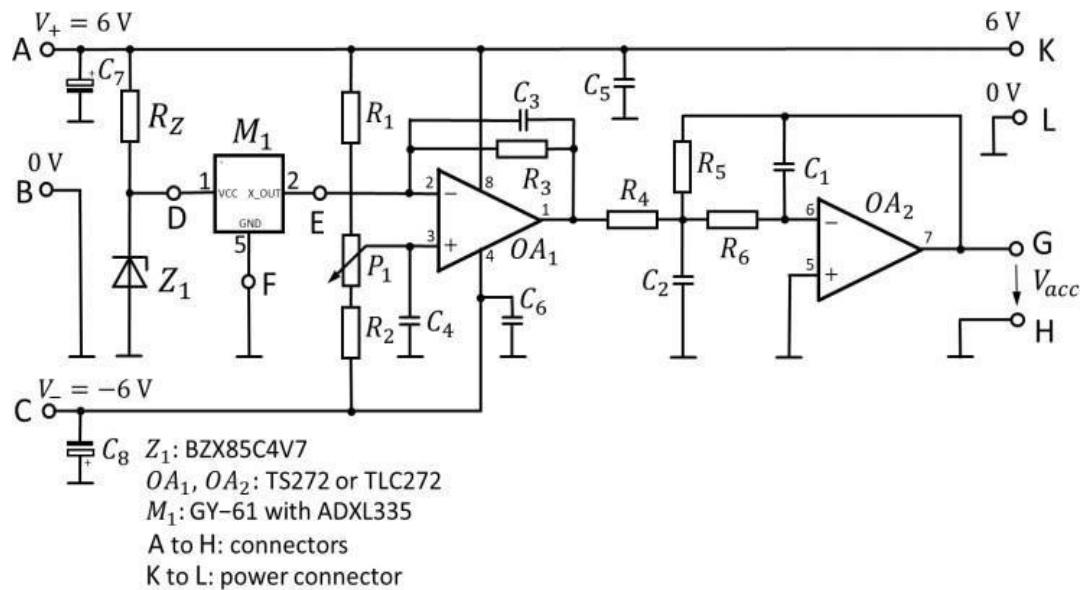 V₊ = 6 V
6 V
A
K
C₇
C₅
C₃
0 V
L
R_Z
M₁
R₁
R₃
R₅
C₁
0 V
B
1 VCC X_OUT 2
D
E
GND
5
2 −
8
1
OA₁
3 +
4
R₄
R₆
6 −
OA₂
7
G
5 +
V_acc
H
Z₁
F
P₁
C₂
R₂
C₄
C₆
V₋ = −6 V
C
C₈
+
Z₁: BZX85C4V7
OA₁, OA₂: TS272 or TLC272
M₁: GY−61 with ADXL335
A to H: connectors
K to L: power connector